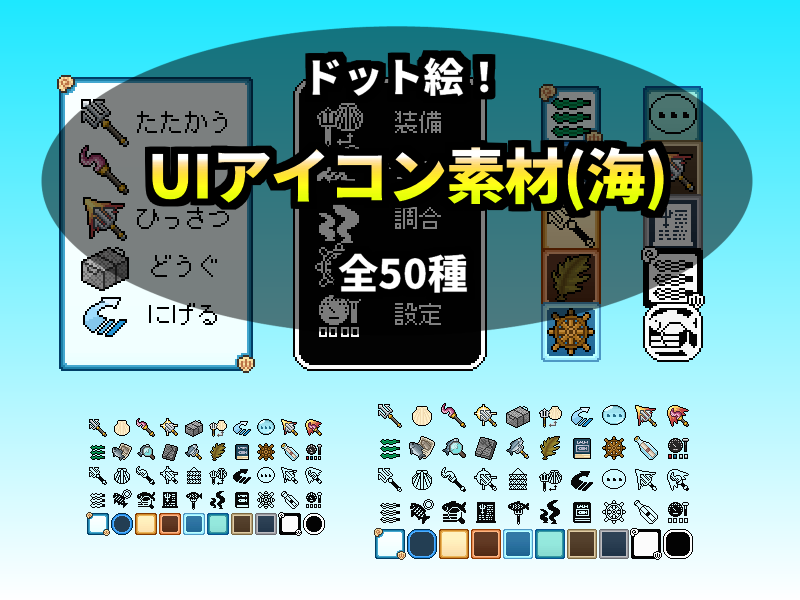 ドット絵！
UIアイコン素材(海)
全50種
たたかう
ひっさつ
どうぐ
にげる
装備
調合
設定